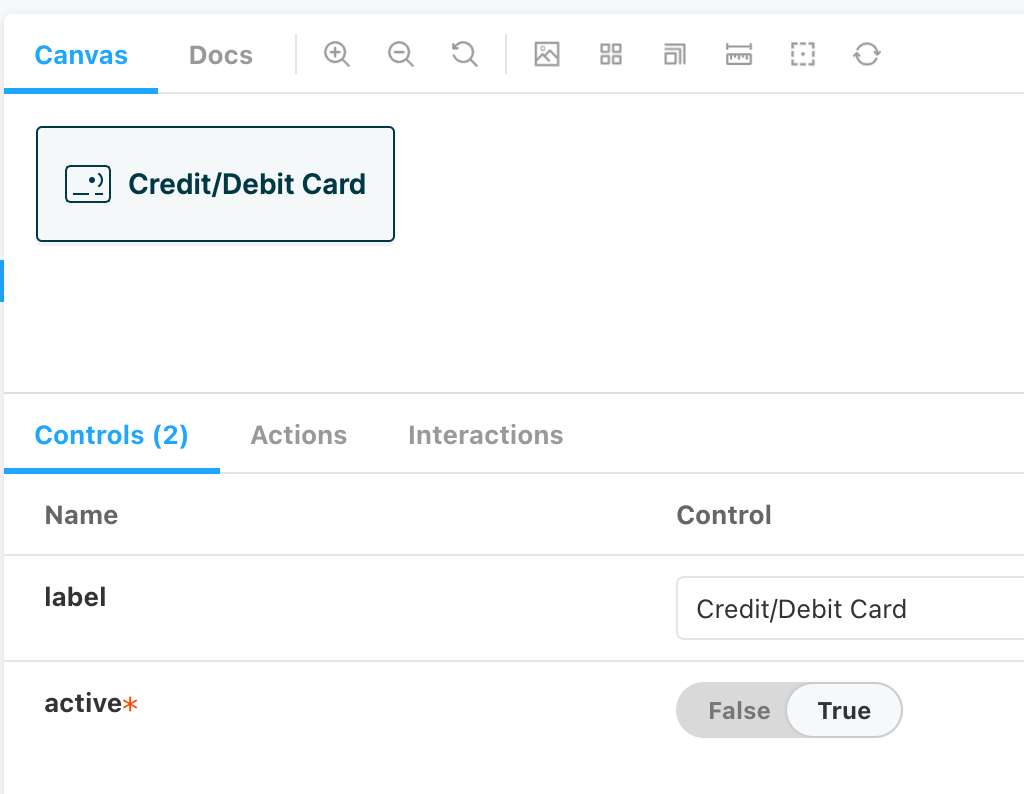 Canvas Docs
Credit/Debit Card
Controls (2) Actions Interactions
Name Control
label Credit/Debit Card
active* False True